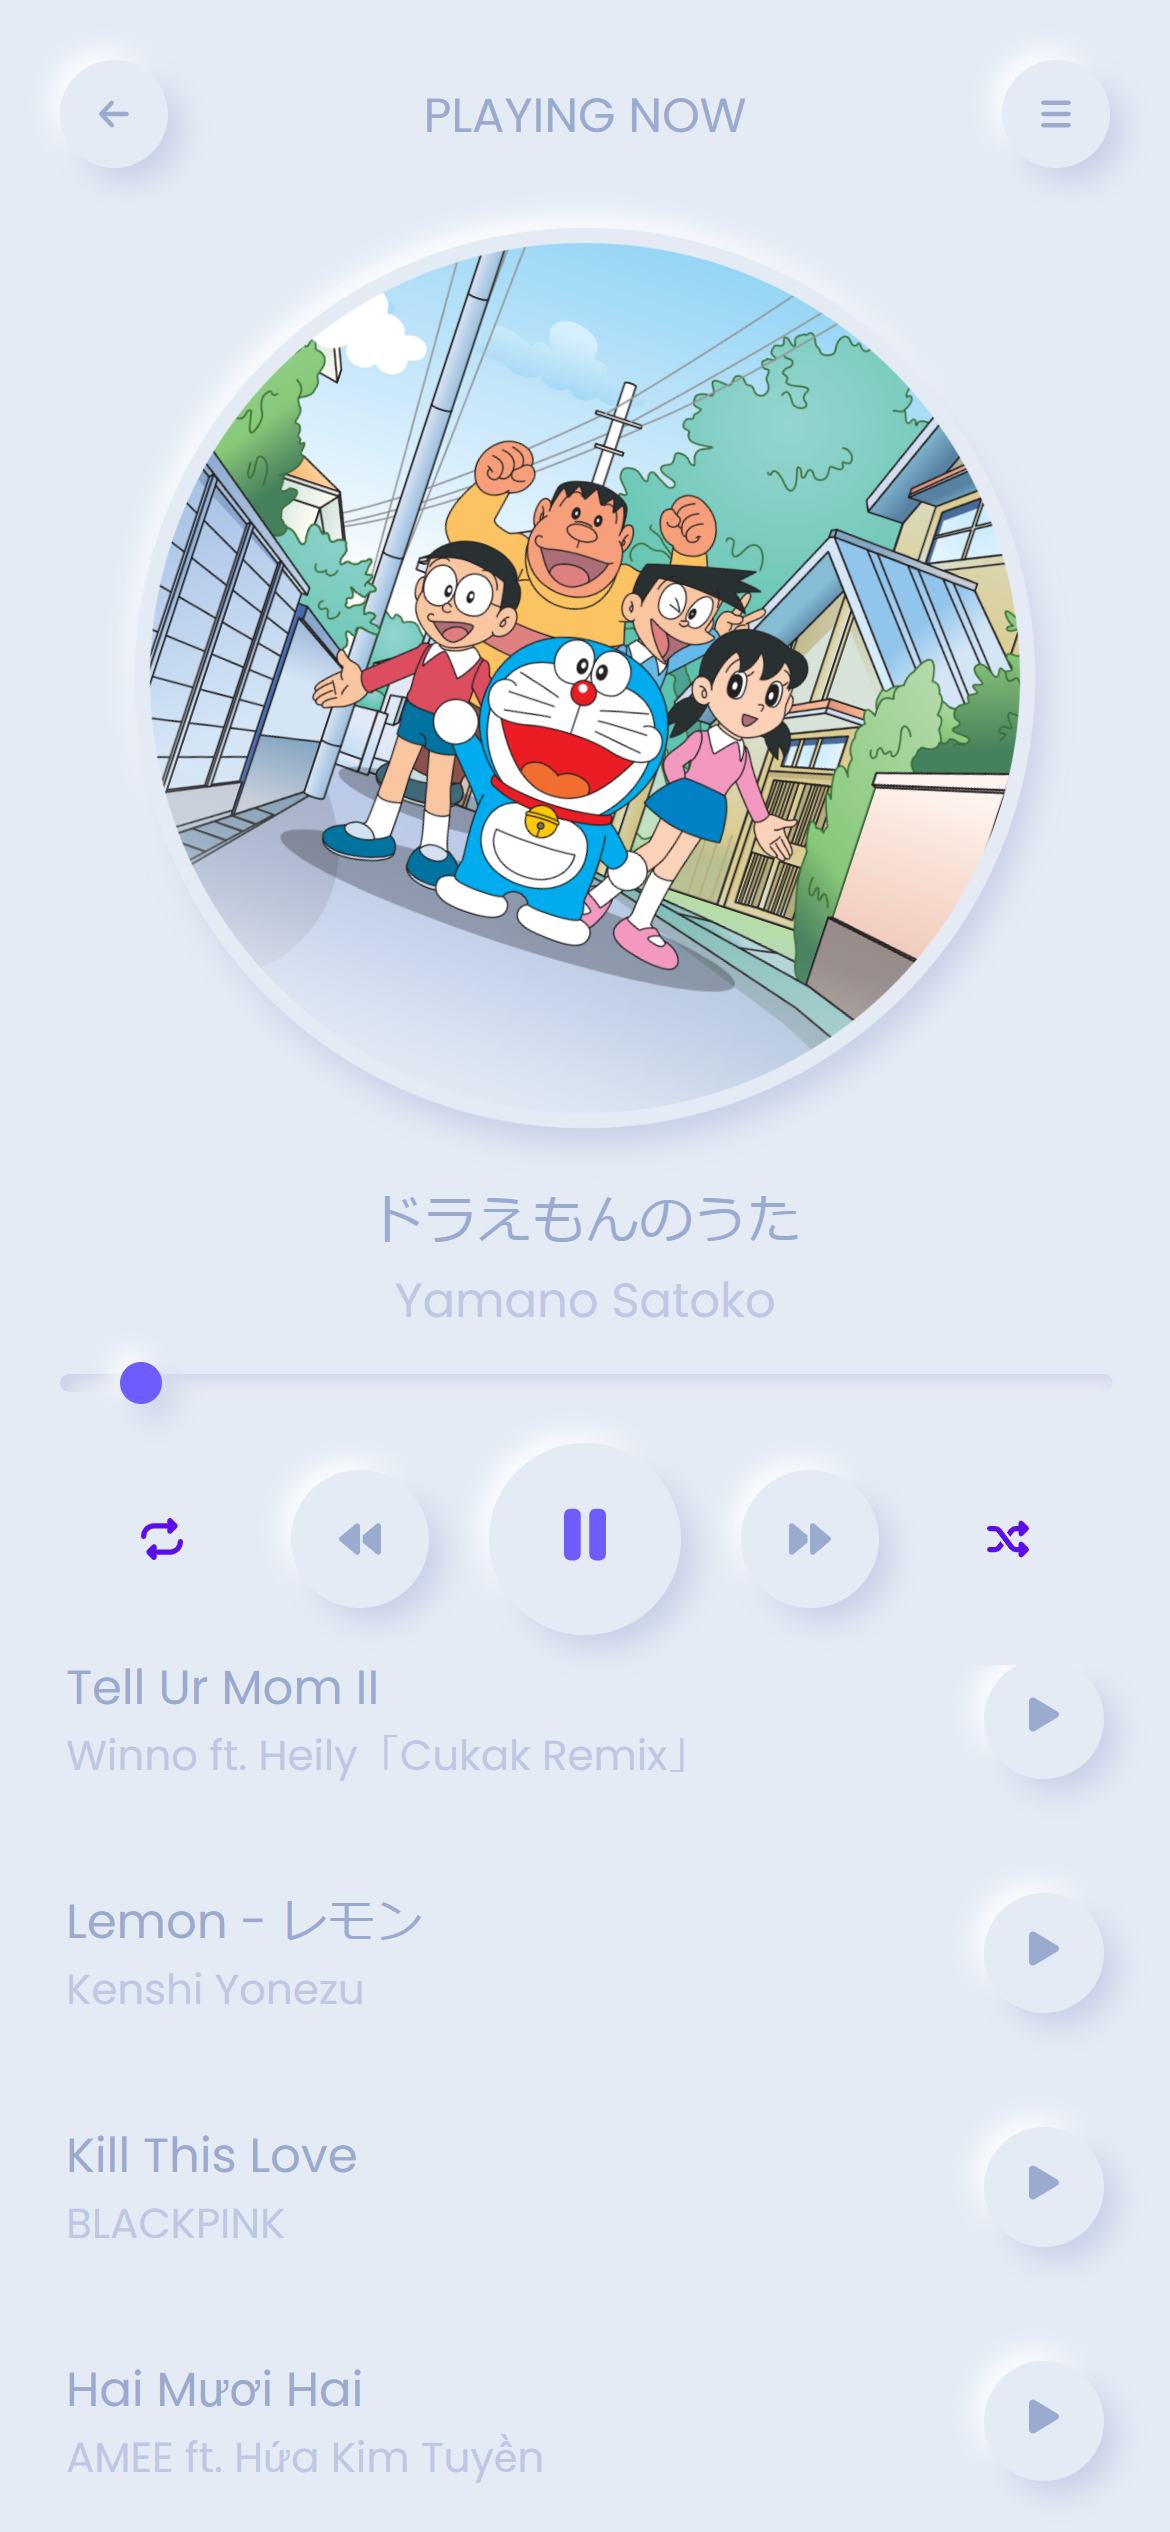 PLAYING NOW
ドラえもんのうた
Yamano Satoko
Tell Ur Mom II
Winno ft. Heily「Cukak Remix」
Lemon - レモン
Kenshi Yonezu
Kill This Love
BLACKPINK
Hai Mươi Hai
AMEE ft. Hứa Kim Tuyền